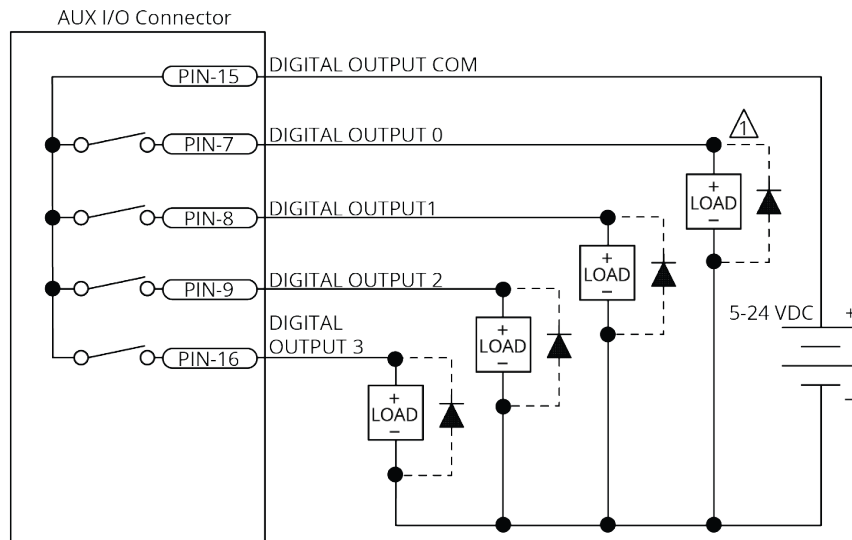 AUX I/O Connector
PIN-15
DIGITAL OUTPUT COM
PIN-7
DIGITAL OUTPUT 0
1
+
LOAD
–
PIN-8
DIGITAL OUTPUT1
+
LOAD
–
PIN-9
DIGITAL OUTPUT 2
+
LOAD
–
5-24 VDC
+
–
DIGITAL
OUTPUT 3
PIN-16
+
LOAD
–